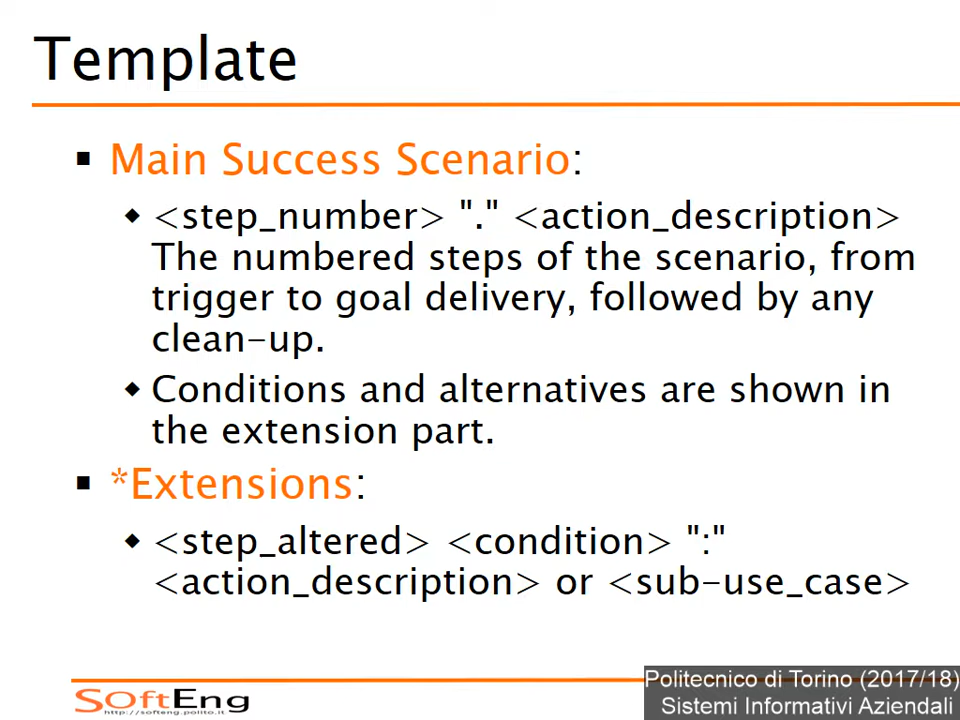 Template
▪ Main Success Scenario:
◆ <step_number> "." <action_description>
The numbered steps of the scenario, from
trigger to goal delivery, followed by any
clean-up.
◆ Conditions and alternatives are shown in
the extension part.
▪ *Extensions:
◆ <step_altered> <condition> ":"
<action_description> or <sub-use_case>
SOftEng
http://softeng.polito.it
Politecnico di Torino (2017/18)
Sistemi Informativi Aziendali